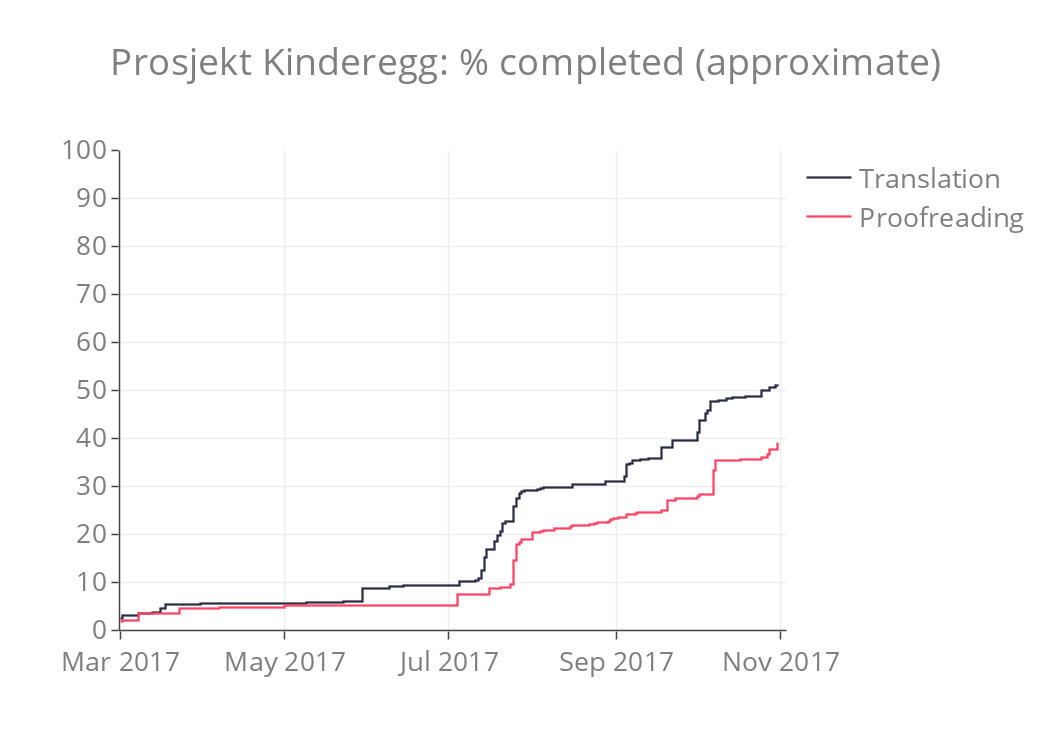 Prosjekt Kinderegg: % completed (approximate)
100
90
80
70
60
50
40
30
20
10
0
Mar 2017 May 2017 Jul 2017 Sep 2017 Nov 2017
Translation
Proofreading